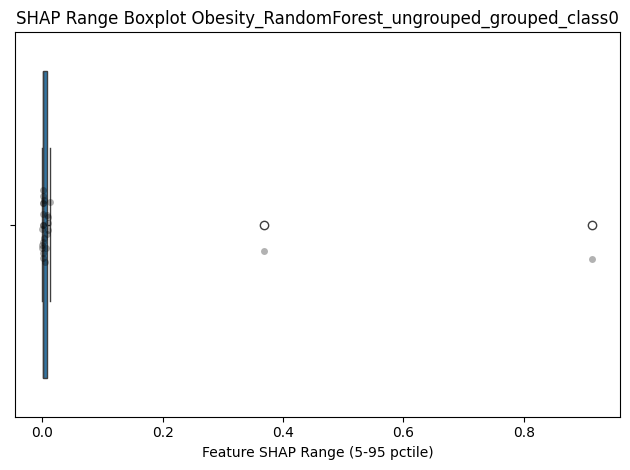 SHAP Range Boxplot Obesity_RandomForest_ungrouped_grouped_class0
0.0 0.2 0.4 0.6 0.8
Feature SHAP Range (5-95 pctile)